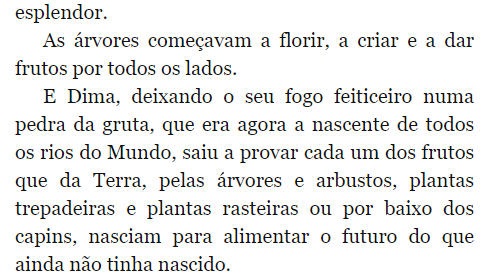 esplendor.
As árvores começavam a florir, a criar e a dar
frutos por todos os lados.
E Dima, deixando o seu fogo feiticeiro numa
pedra da gruta, que era agora a nascente de todos
os rios do Mundo, saiu a provar cada um dos frutos
que da Terra, pelas árvores e arbustos, plantas
trepadeiras e plantas rasteiras ou por baixo dos
capins, nasciam para alimentar o futuro do que
ainda não tinha nascido.